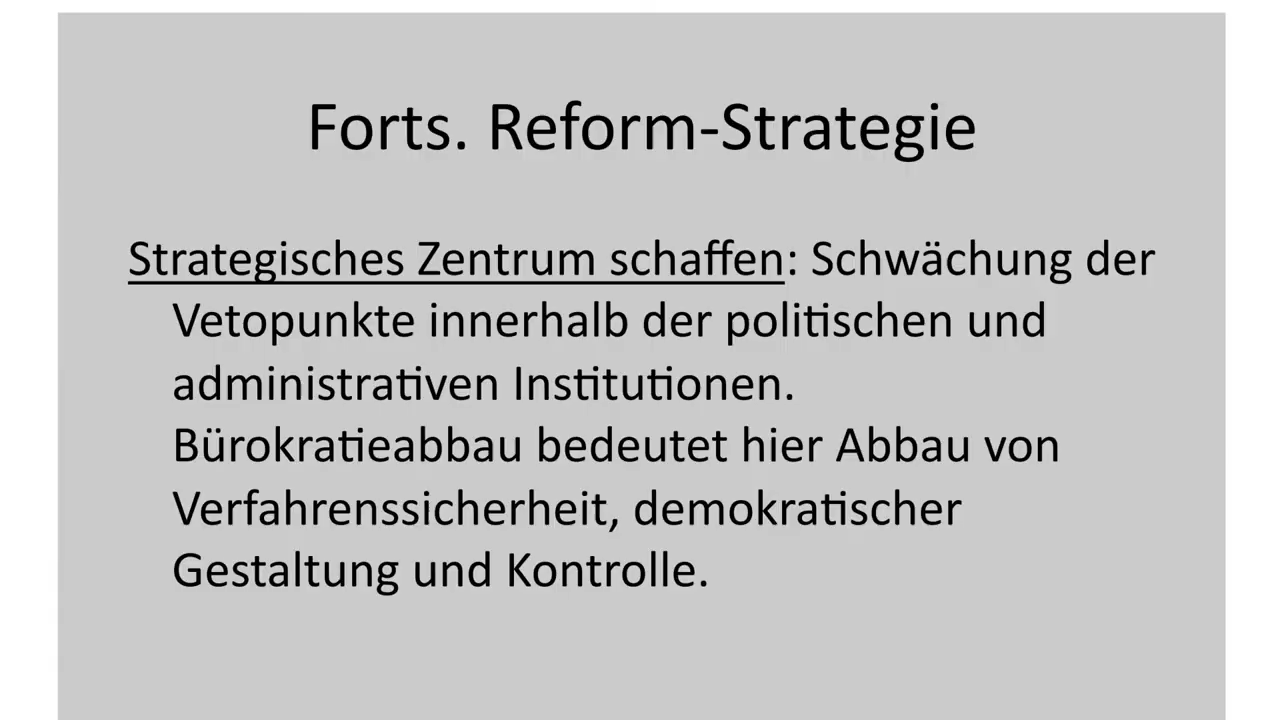 Forts. Reform-Strategie
Strategisches Zentrum schaffen: Schwächung der
Vetopunkte innerhalb der politischen und
administrativen Institutionen.
Bürokratieabbau bedeutet hier Abbau von
Verfahrenssicherheit, demokratischer
Gestaltung und Kontrolle.